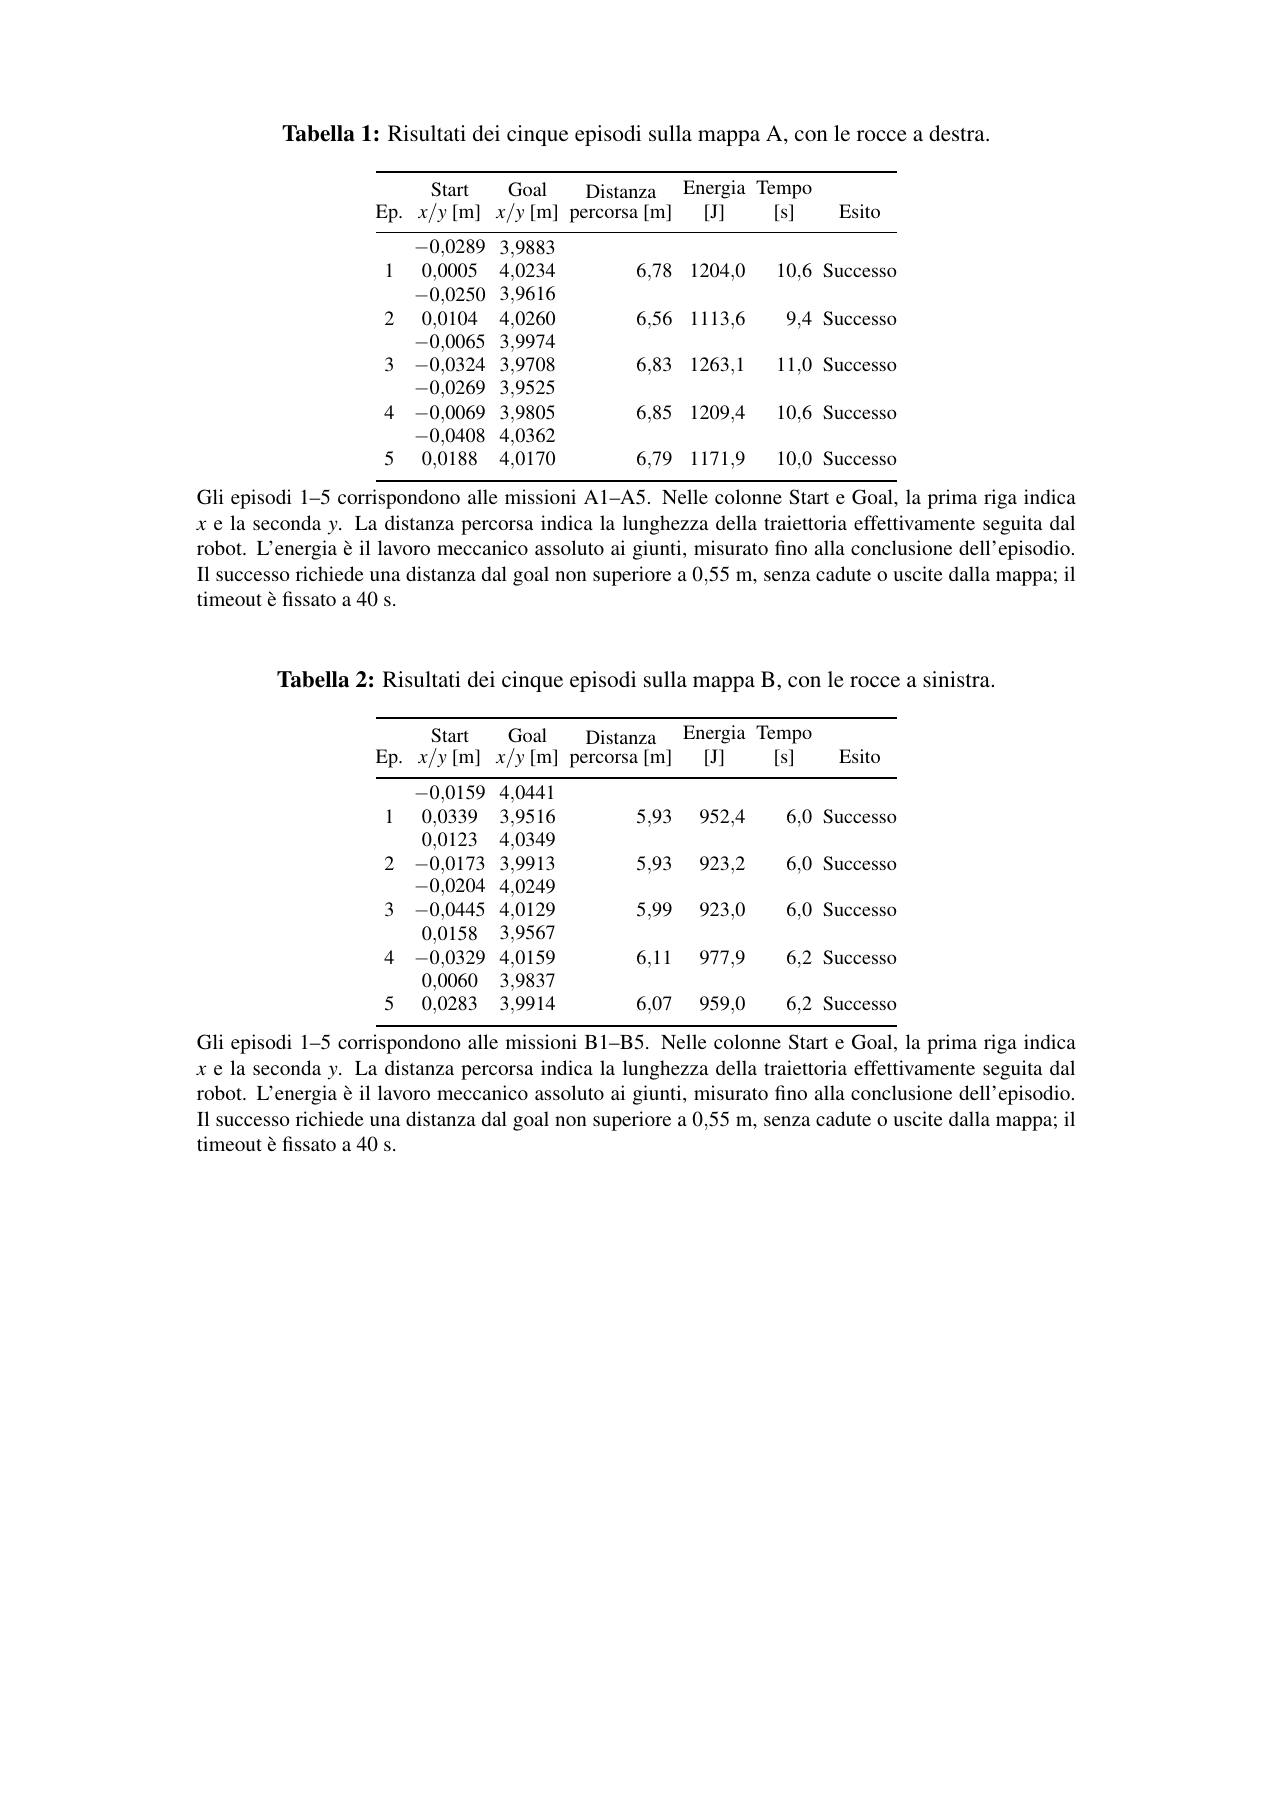 Tabella 1: Risultati dei cinque episodi sulla mappa A, con le rocce a destra.
Start Goal Distanza Energia Tempo
Ep. x/y [m] x/y [m] percorsa [m] [J] [s] Esito
−0,0289 3,9883
1 0,0005 4,0234 6,78 1204,0 10,6 Successo
−0,0250 3,9616
2 0,0104 4,0260 6,56 1113,6 9,4 Successo
−0,0065 3,9974
3 −0,0324 3,9708 6,83 1263,1 11,0 Successo
−0,0269 3,9525
4 −0,0069 3,9805 6,85 1209,4 10,6 Successo
−0,0408 4,0362
5 0,0188 4,0170 6,79 1171,9 10,0 Successo
Gli episodi 1–5 corrispondono alle missioni A1–A5. Nelle colonne Start e Goal, la prima riga indica
x e la seconda y. La distanza percorsa indica la lunghezza della traiettoria effettivamente seguita dal
robot. L’energia è il lavoro meccanico assoluto ai giunti, misurato fino alla conclusione dell’episodio.
Il successo richiede una distanza dal goal non superiore a 0,55 m, senza cadute o uscite dalla mappa; il
timeout è fissato a 40 s.
Tabella 2: Risultati dei cinque episodi sulla mappa B, con le rocce a sinistra.
Start Goal Distanza Energia Tempo
Ep. x/y [m] x/y [m] percorsa [m] [J] [s] Esito
−0,0159 4,0441
1 0,0339 3,9516 5,93 952,4 6,0 Successo
0,0123 4,0349
2 −0,0173 3,9913 5,93 923,2 6,0 Successo
−0,0204 4,0249
3 −0,0445 4,0129 5,99 923,0 6,0 Successo
0,0158 3,9567
4 −0,0329 4,0159 6,11 977,9 6,2 Successo
0,0060 3,9837
5 0,0283 3,9914 6,07 959,0 6,2 Successo
Gli episodi 1–5 corrispondono alle missioni B1–B5. Nelle colonne Start e Goal, la prima riga indica
x e la seconda y. La distanza percorsa indica la lunghezza della traiettoria effettivamente seguita dal
robot. L’energia è il lavoro meccanico assoluto ai giunti, misurato fino alla conclusione dell’episodio.
Il successo richiede una distanza dal goal non superiore a 0,55 m, senza cadute o uscite dalla mappa; il
timeout è fissato a 40 s.